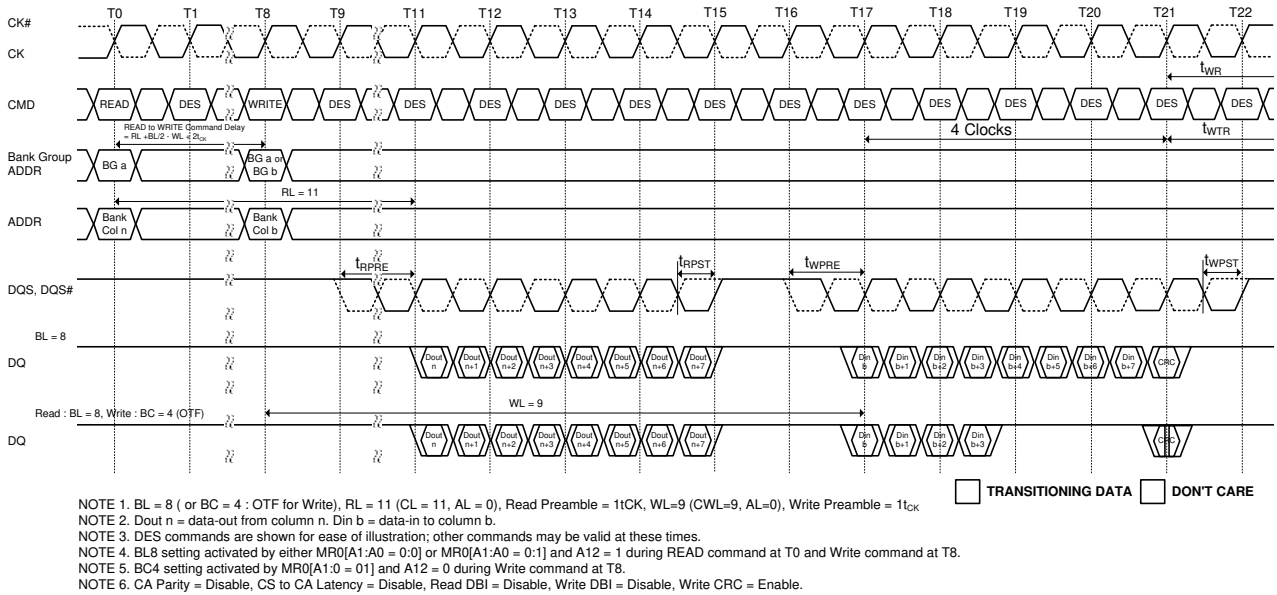 T0 T1 T8 T9 T11 T12 T13 T14 T15 T16 T17 T18 T19 T20 T21 T22
CK#
CK
tWR
CMD READ DES WRITE DES DES DES DES DES DES DES DES DES DES DES DES DES
READ to WRITE Command Delay
= RL +BL/2 - WL + 2tCK
4 Clocks
tWTR
Bank Group
ADDR
BG a
BG a or
BG b
RL = 11
ADDR
Bank
Col n
Bank
Col b
tRPRE tRPST tWPRE tWPST
DQS, DQS#
BL = 8
DQ
Dout n Dout n+1 Dout n+2 Dout n+3 Dout n+4 Dout n+5 Dout n+6 Dout n+7 Din b Din b+1 Din b+2 Din b+3 Din b+4 Din b+5 Din b+6 Din b+7 CRC
Read : BL = 8, Write : BC = 4 (OTF)
WL = 9
DQ
Dout n Dout n+1 Dout n+2 Dout n+3 Dout n+4 Dout n+5 Dout n+6 Dout n+7 Din b Din b+1 Din b+2 Din b+3 CRC
TRANSITIONING DATA DON'T CARE
NOTE 1. BL = 8 ( or BC = 4 : OTF for Write), RL = 11 (CL = 11, AL = 0), Read Preamble = 1tCK, WL=9 (CWL=9, AL=0), Write Preamble = 1tCK
NOTE 2. Dout n = data-out from column n. Din b = data-in to column b.
NOTE 3. DES commands are shown for ease of illustration; other commands may be valid at these times.
NOTE 4. BL8 setting activated by either MR0[A1:A0 = 0:0] or MR0[A1:A0 = 0:1] and A12 = 1 during READ command at T0 and Write command at T8.
NOTE 5. BC4 setting activated by MR0[A1:0 = 01] and A12 = 0 during Write command at T8.
NOTE 6. CA Parity = Disable, CS to CA Latency = Disable, Read DBI = Disable, Write DBI = Disable, Write CRC = Enable.